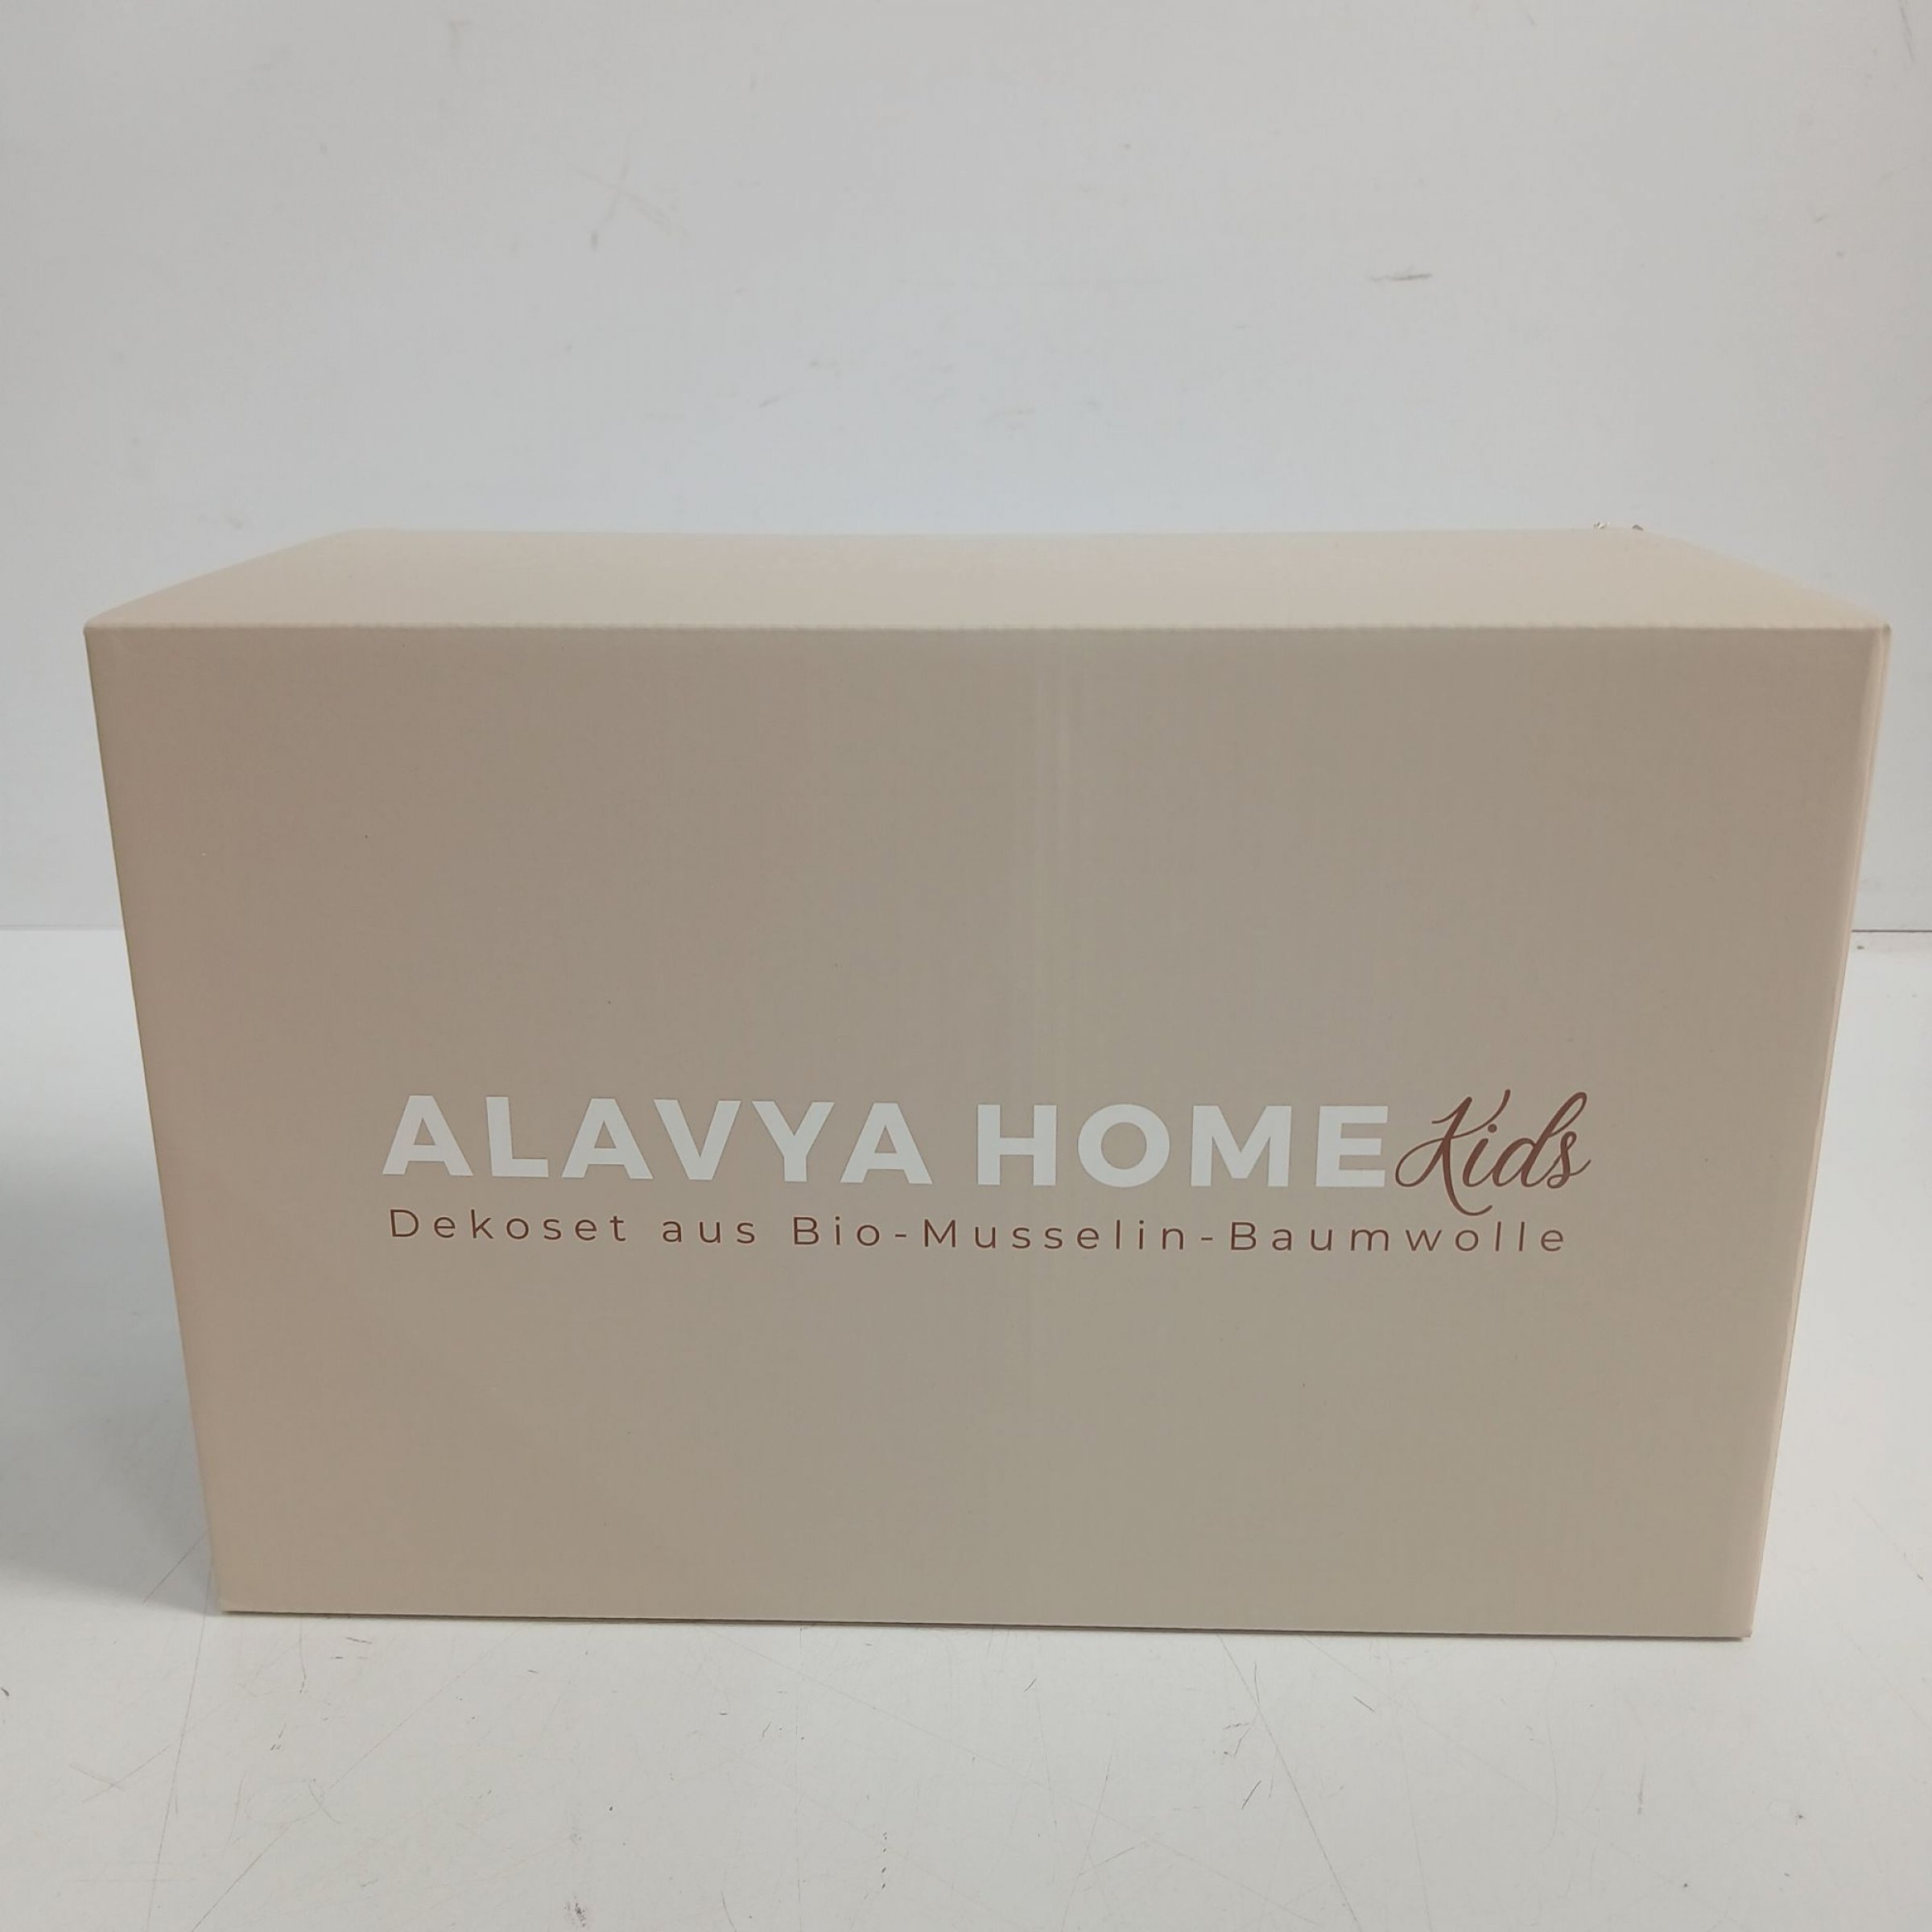 ALAVYA HOME Kids
Dekoset aus Bio-Musselin-Baumwolle